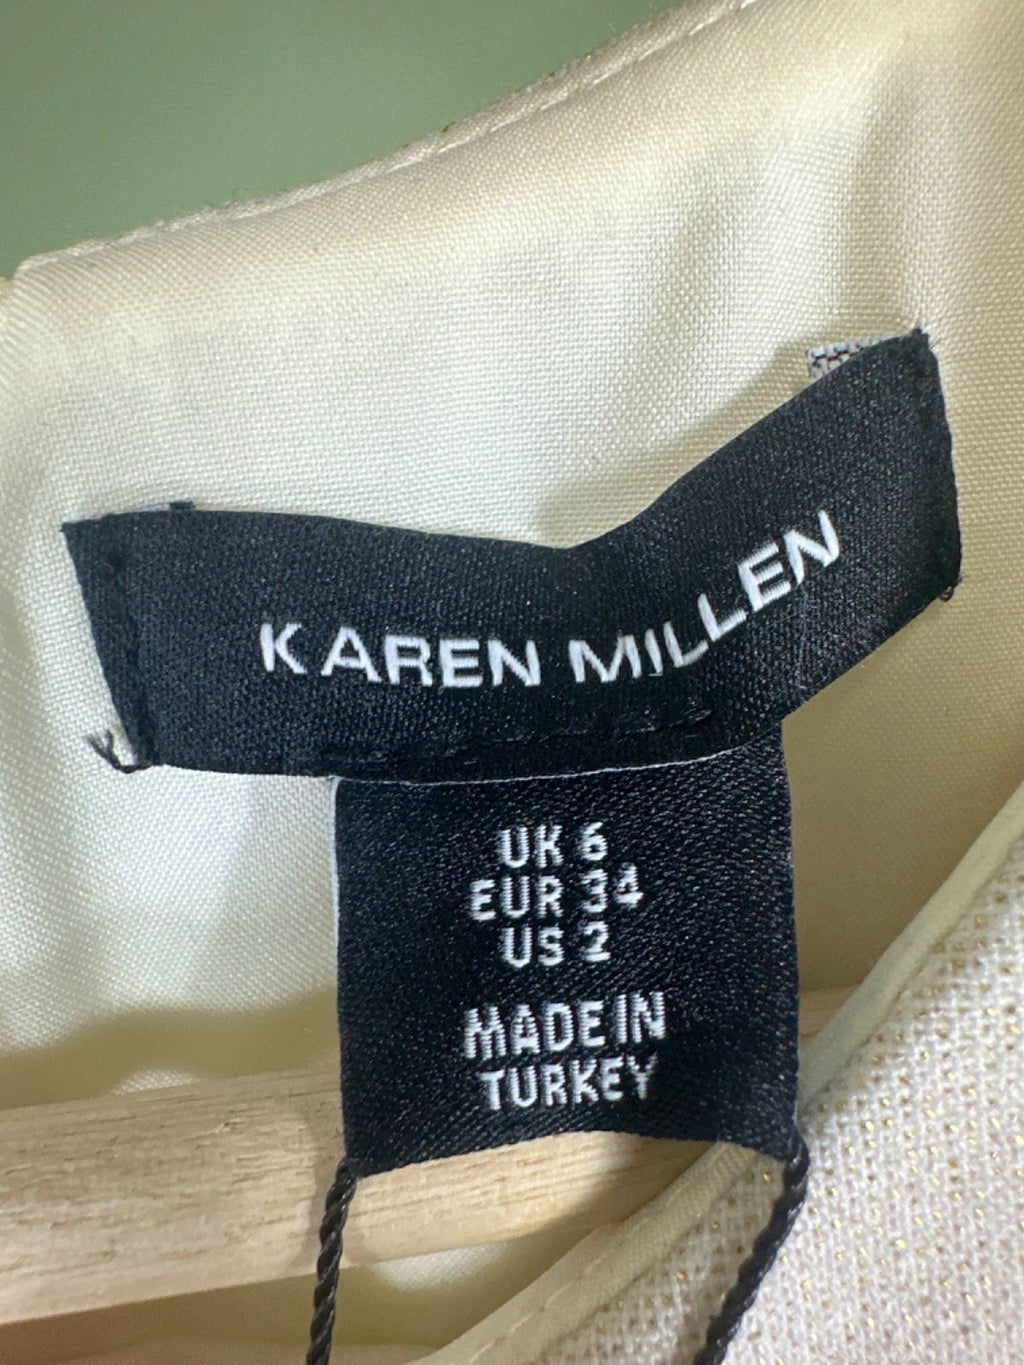 KAREN MILLEN
UK 6
EUR 34
US 2
MADE IN
TURKEY